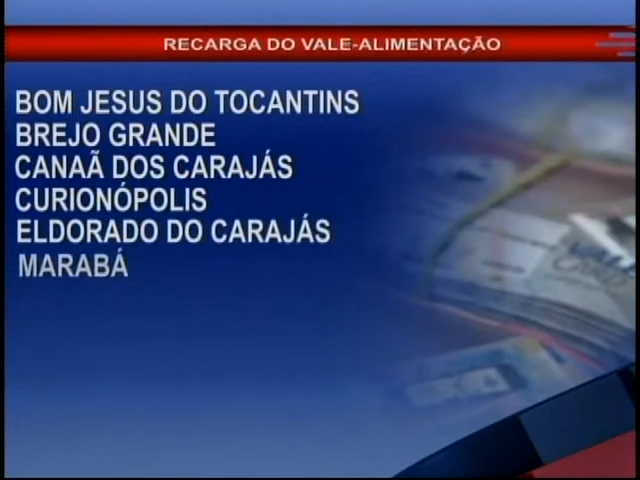 RECARGA DO VALE-ALIMENTAÇÃO
BOM JESUS DO TOCANTINS
BREJO GRANDE
CANAÃ DOS CARAJÁS
CURIONÓPOLIS
ELDORADO DO CARAJÁS
MARABÁ